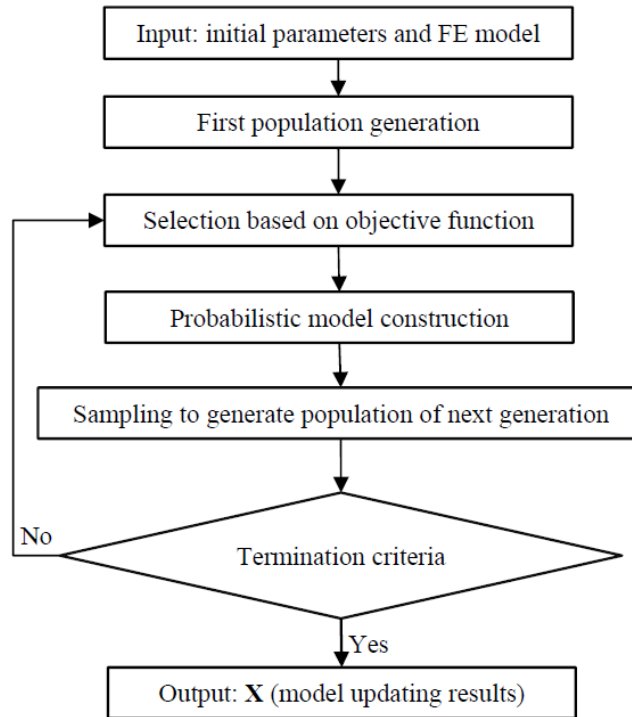 Input: initial parameters and FE model
First population generation
Selection based on objective function
Probabilistic model construction
Sampling to generate population of next generation
No
Termination criteria
Yes
Output: X (model updating results)